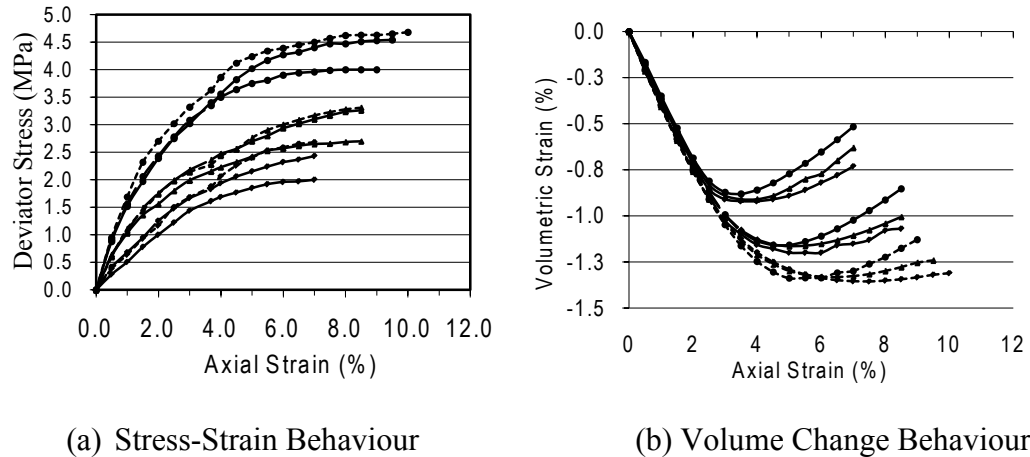 Deviator Stress (MPa)
5.0
4.5
4.0
3.5
3.0
2.5
2.0
1.5
1.0
0.5
0.0
0.0 2.0 4.0 6.0 8.0 10.0 12.0
Axial Strain (%)
(a) Stress-Strain Behaviour
Volumetric Strain (%)
0.0
-0.3
-0.5
-0.8
-1.0
-1.3
-1.5
0 2 4 6 8 10 12
Axial Strain (%)
(b) Volume Change Behaviour